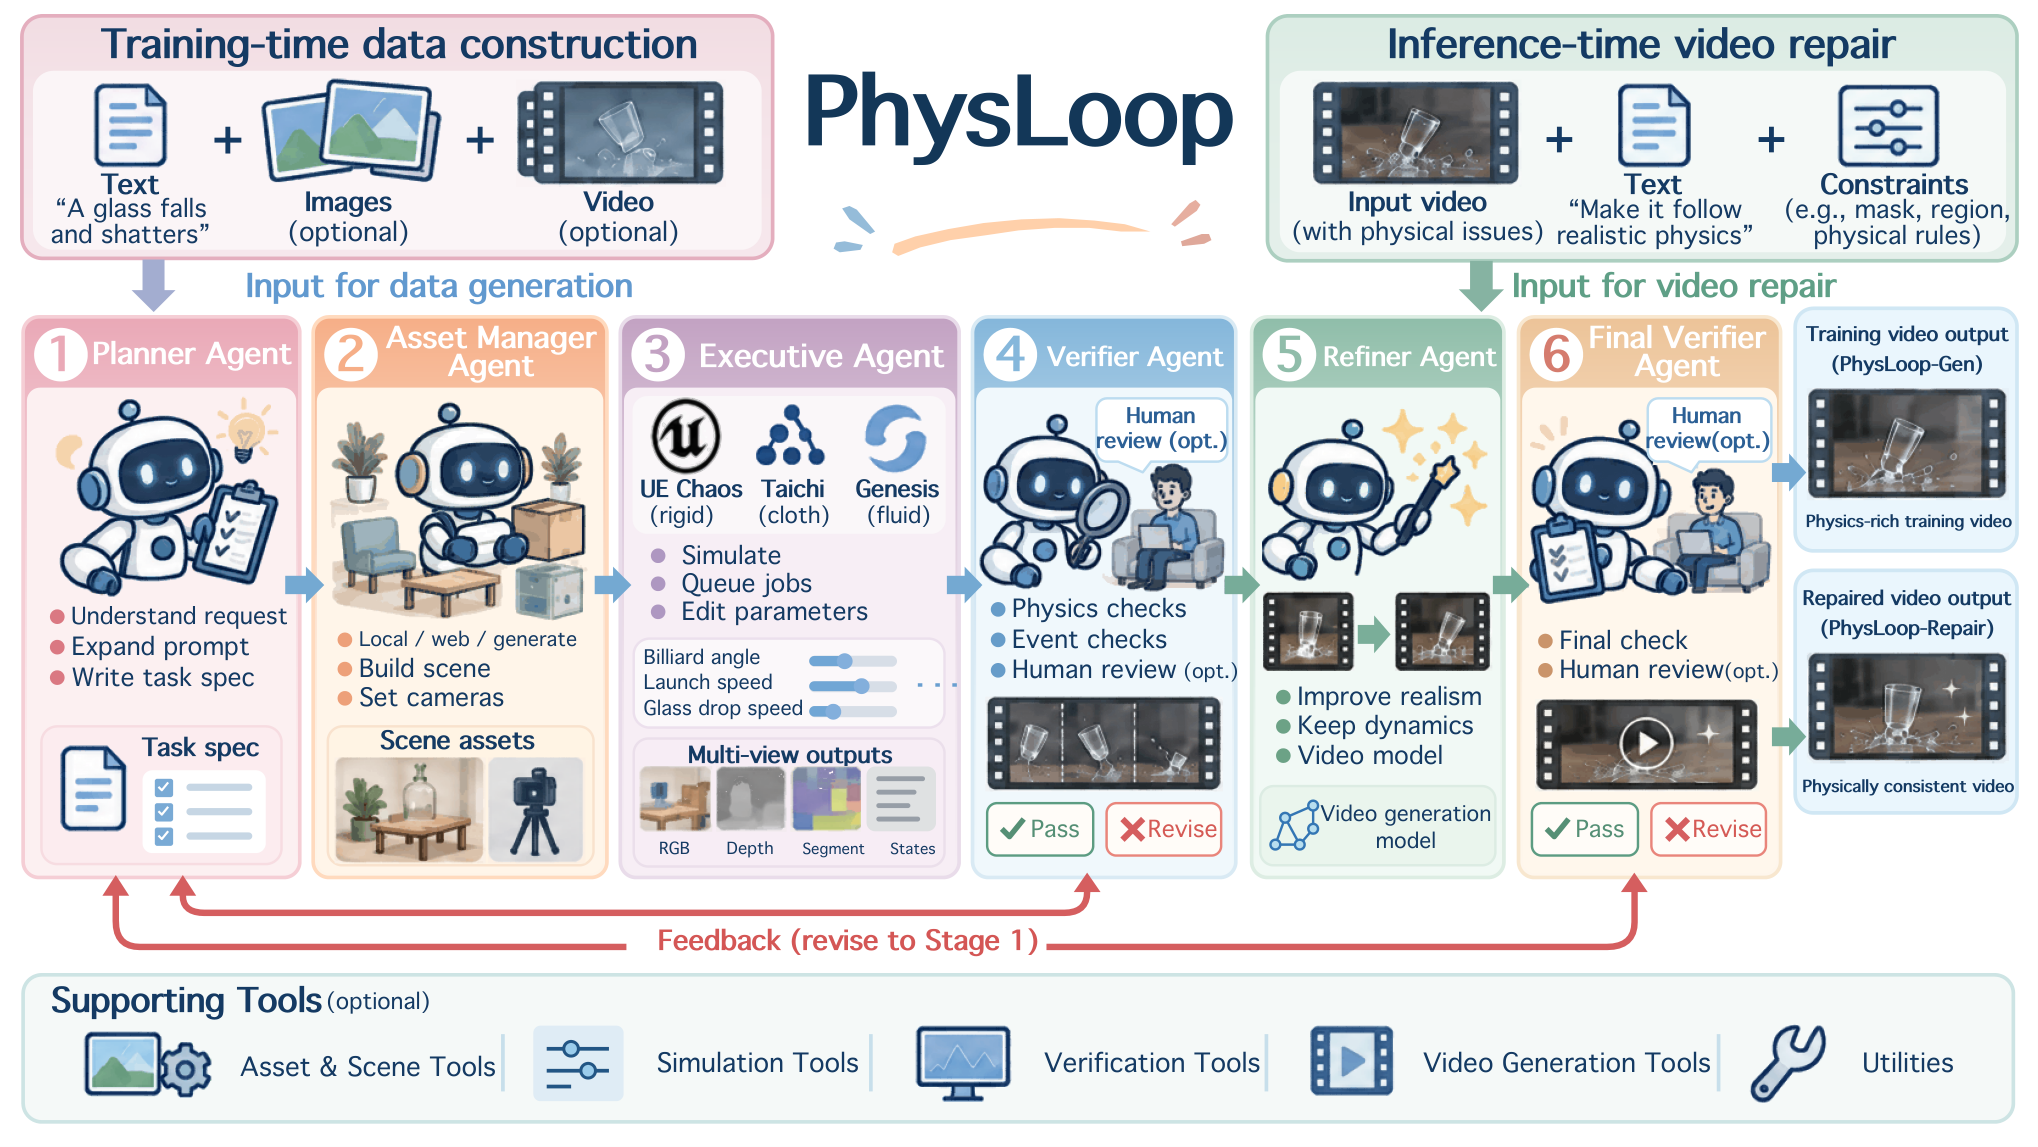 Training-time data construction
+
+
Text
“A glass falls
and shatters”
Images
(optional)
Video
(optional)
PhysLoop
Inference-time video repair
+
+
Input video
(with physical issues)
Text
“Make it follow
realistic physics”
Constraints
(e.g., mask, region,
physical rules)
Input for data generation
Input for video repair
1 Planner Agent
Understand request
Expand prompt
Write task spec
Task spec
2 Asset Manager
Agent
Local / web / generate
Build scene
Set cameras
Scene assets
3 Executive Agent
UE Chaos
(rigid)
Taichi
(cloth)
Genesis
(fluid)
Simulate
Queue jobs
Edit parameters
Billiard angle
Launch speed
Glass drop speed
Multi-view outputs
RGB
Depth
Segment
States
4 Verifier Agent
Human
review (opt.)
Physics checks
Event checks
Human review (opt.)
Pass
Revise
5 Refiner Agent
Improve realism
Keep dynamics
Video model
Video generation
model
6 Final Verifier
Agent
Human
review(opt.)
Final check
Human review(opt.)
Pass
Revise
Training video output
(PhysLoop-Gen)
Physics-rich training video
Repaired video output
(PhysLoop-Repair)
Physically consistent video
Feedback (revise to Stage 1)
Supporting Tools (optional)
Asset & Scene Tools
Simulation Tools
Verification Tools
Video Generation Tools
Utilities